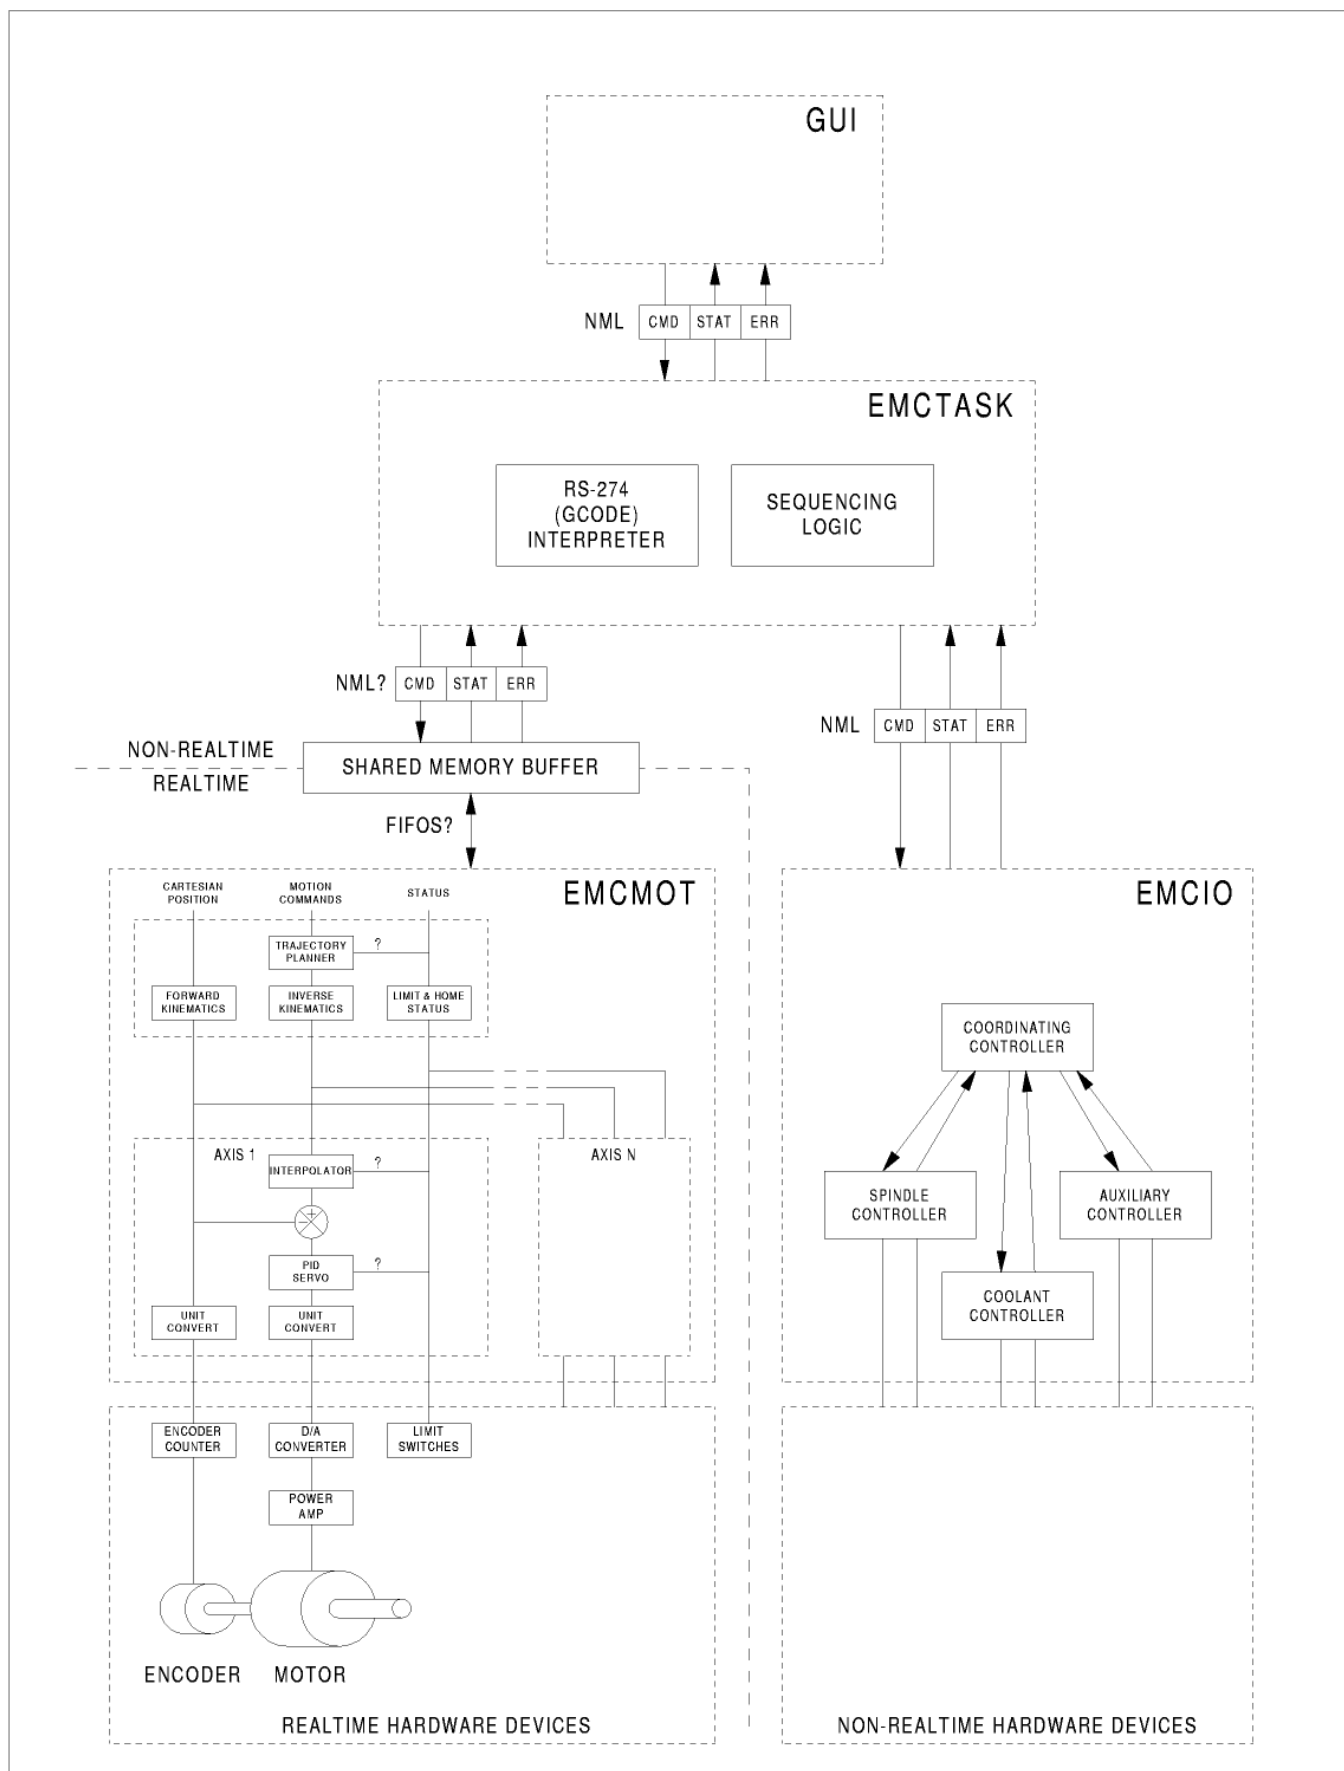 GUI
NML CMD STAT ERR
EMCTASK
RS-274
(GCODE)
INTERPRETER
SEQUENCING
LOGIC
NML? CMD STAT ERR
NML CMD STAT ERR
NON-REALTIME
REALTIME
SHARED MEMORY BUFFER
FIFOS?
EMCMOT
CARTESIAN
POSITION
MOTION
COMMANDS
STATUS
TRAJECTORY
PLANNER
?
FORWARD
KINEMATICS
INVERSE
KINEMATICS
LIMIT & HOME
STATUS
AXIS 1
INTERPOLATOR
?
+
−
PID
SERVO
?
UNIT
CONVERT
UNIT
CONVERT
AXIS N
EMCIO
COORDINATING
CONTROLLER
SPINDLE
CONTROLLER
AUXILIARY
CONTROLLER
COOLANT
CONTROLLER
ENCODER
COUNTER
D/A
CONVERTER
LIMIT
SWITCHES
POWER
AMP
ENCODER
MOTOR
REALTIME HARDWARE DEVICES
NON-REALTIME HARDWARE DEVICES